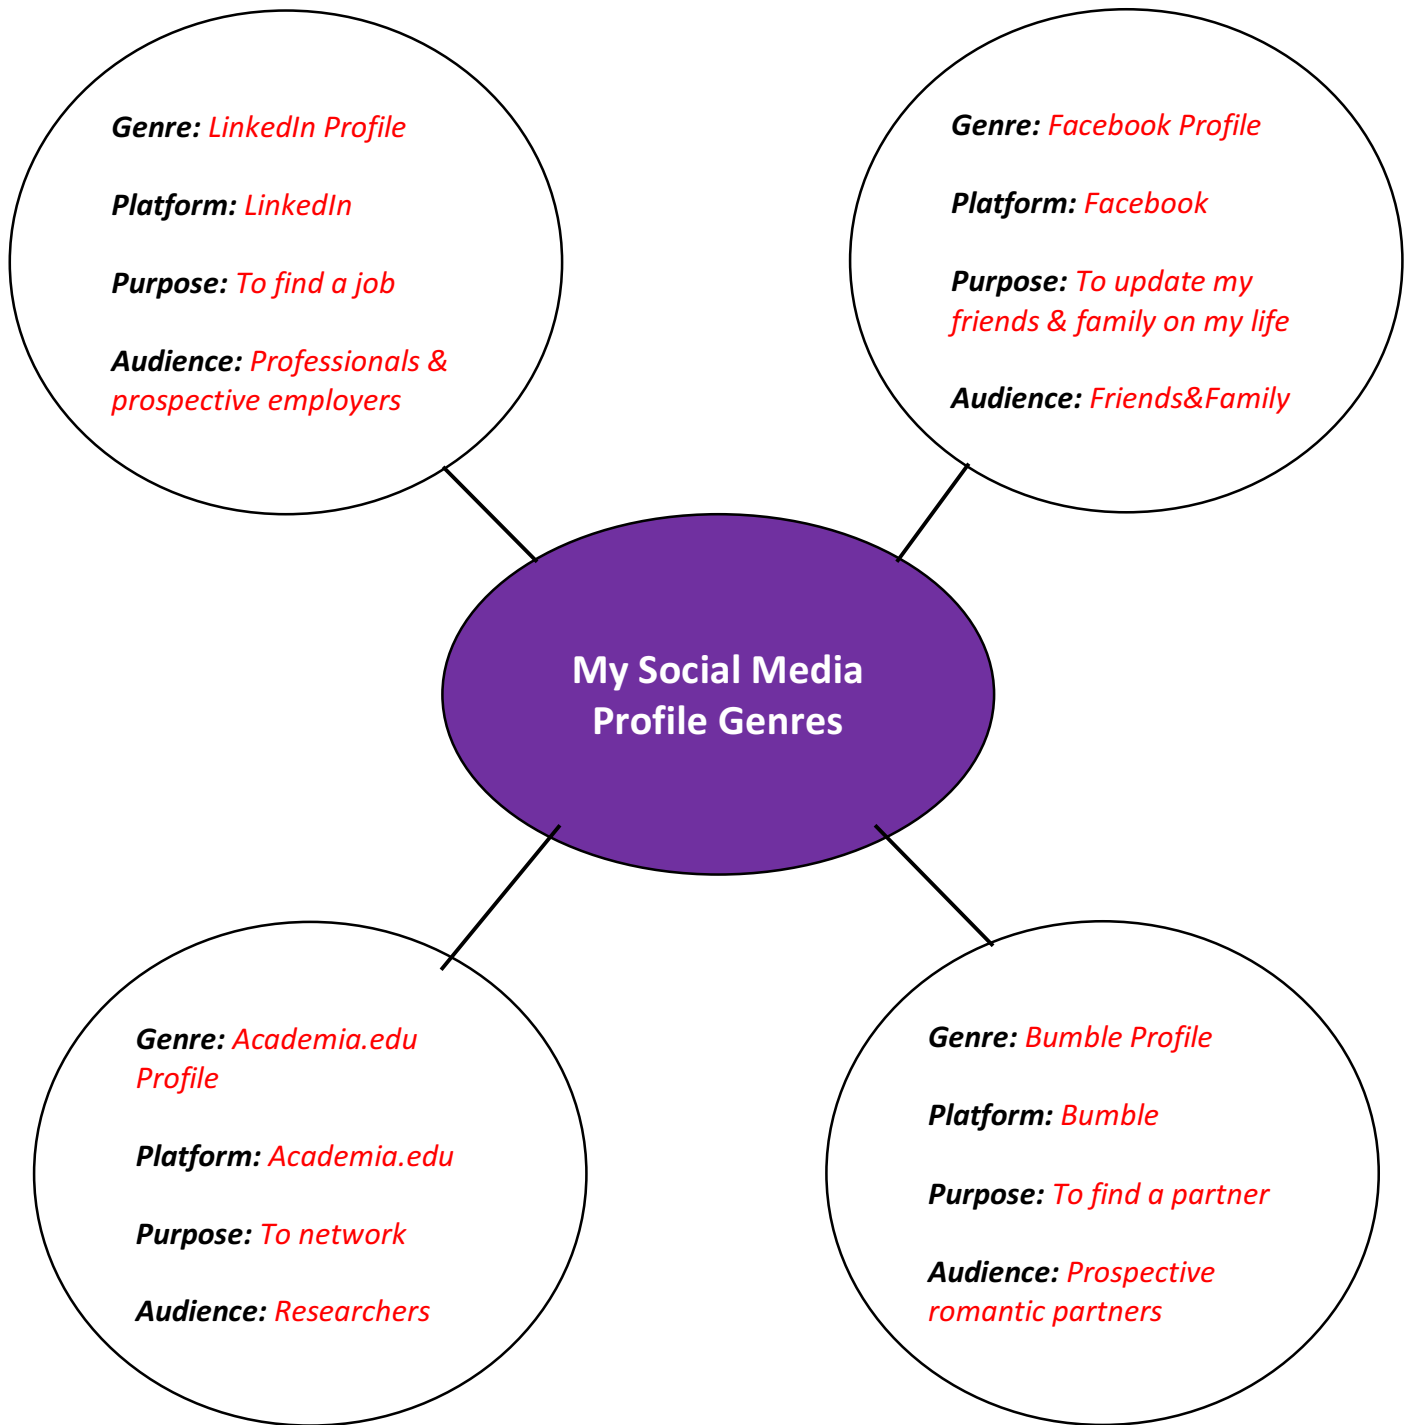 Genre: LinkedIn Profile
Platform: LinkedIn
Purpose: To find a job
Audience: Professionals &
prospective employers
Genre: Facebook Profile
Platform: Facebook
Purpose: To update my
friends & family on my life
Audience: Friends&Family
My Social Media
Profile Genres
Genre: Academia.edu
Profile
Platform: Academia.edu
Purpose: To network
Audience: Researchers
Genre: Bumble Profile
Platform: Bumble
Purpose: To find a partner
Audience: Prospective
romantic partners